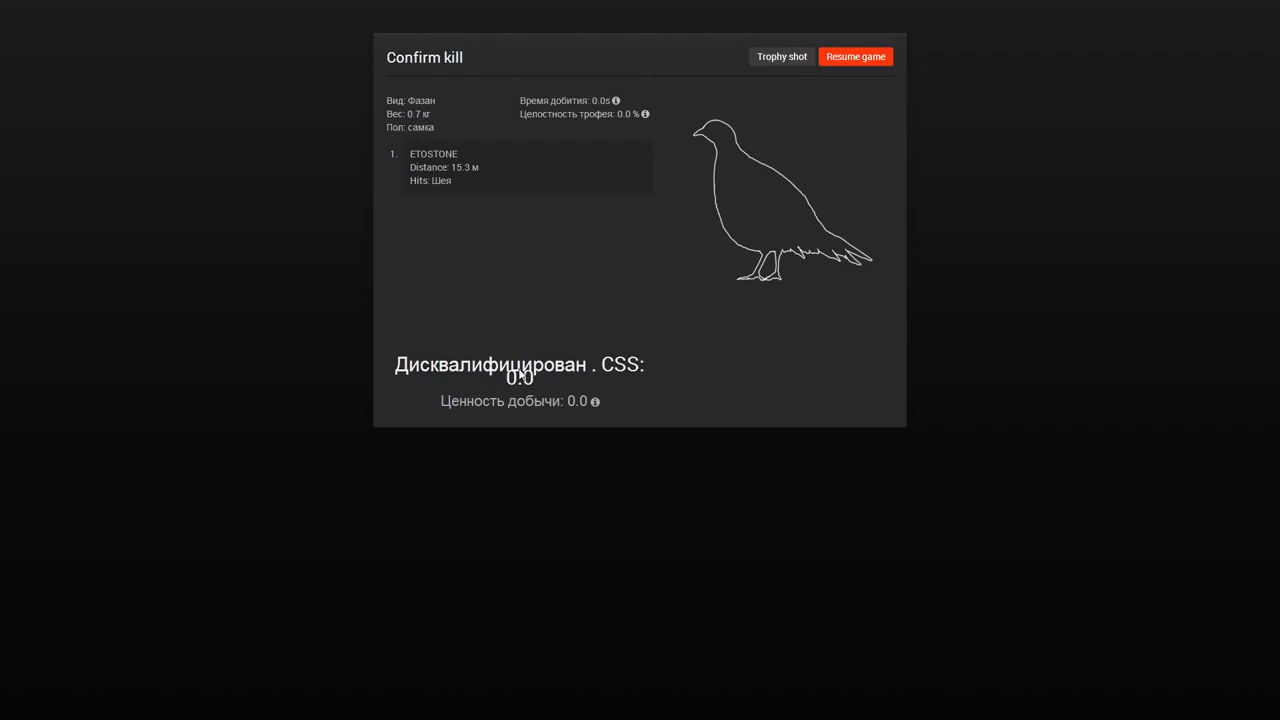 Confirm kill
Trophy shot
Resume game
Вид: Фазан
Вес: 0.7 кг
Пол: самка
Время добития: 0.0s
Целостность трофея: 0.0 %
1.
ETOSTONE
Distance: 15.3 м
Hits: Шея
Дисквалифицирован . CSS:
0.0
Ценность добычи: 0.0